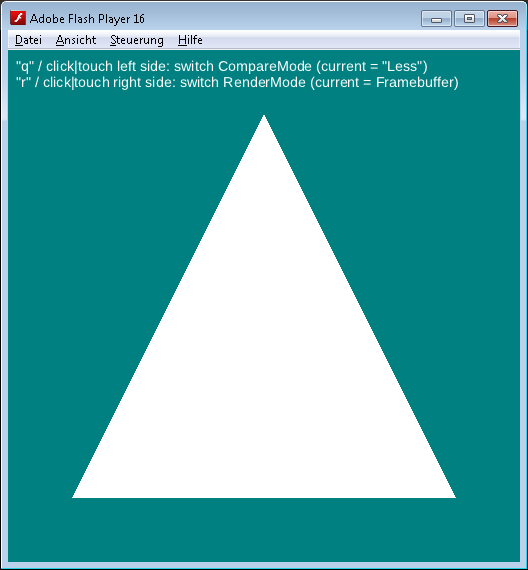 Adobe Flash Player 16
Datei Ansicht Steuerung Hilfe
"q" / click|touch left side: switch CompareMode (current = "Less")
"r" / click|touch right side: switch RenderMode (current = Framebuffer)